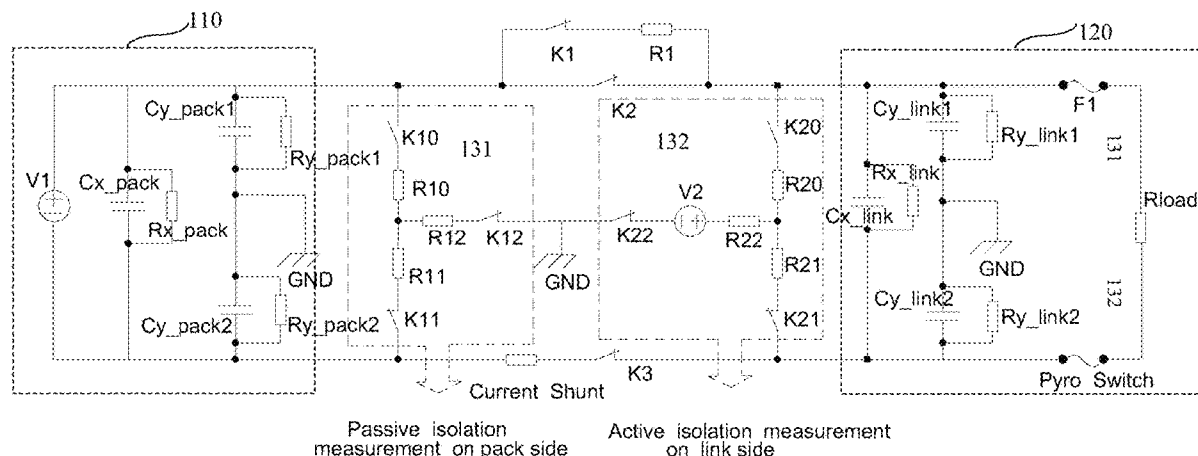 110
120
K1
R1
K2
F1
Cy_pack1
Ry_pack1
K10
131
132
K20
Cy_link1
Ry_link1
131
V1
Cx_pack
Rx_pack
R10
V2
R20
Rx_link
Cx_link
Rload
R12
K12
K22
R22
GND
R11
GND
R21
GND
132
Cy_pack2
Ry_pack2
K11
K21
Cy_link2
Ry_link2
K3
Current Shunt
Pyro Switch
Passive isolation
measurement on pack side
Active isolation measurement
on link side